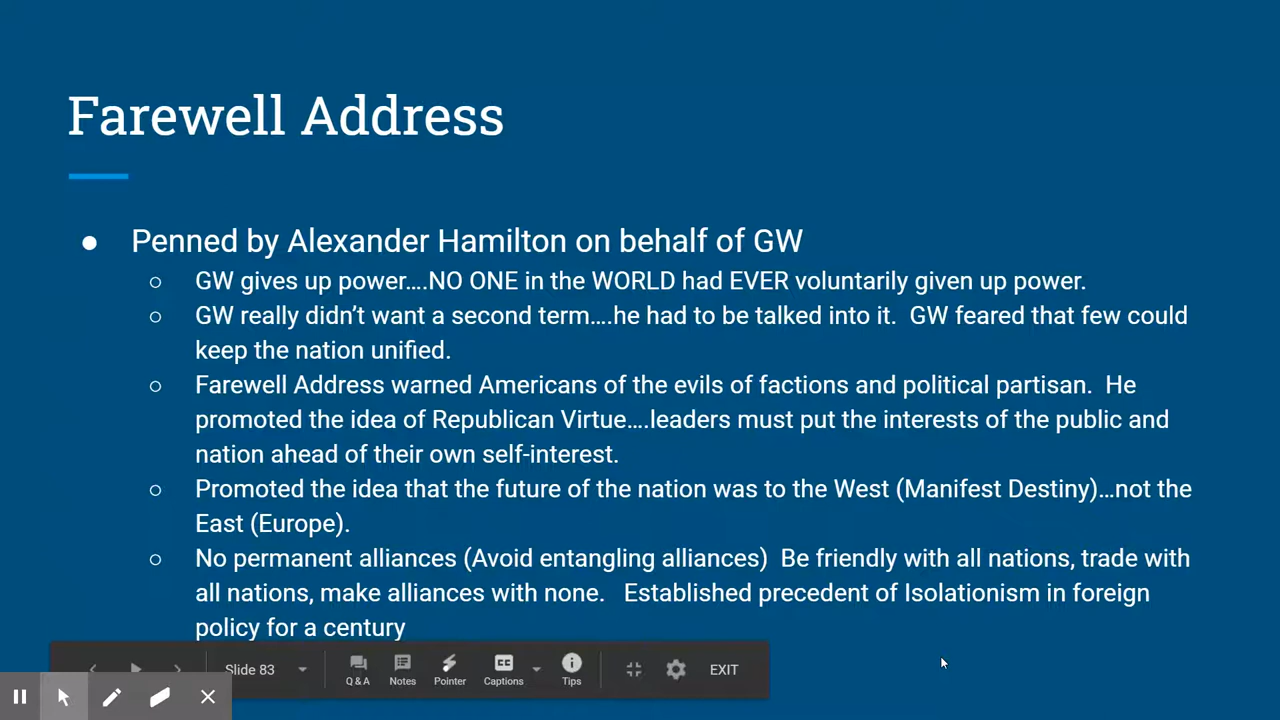 Farewell Address
● Penned by Alexander Hamilton on behalf of GW
○ GW gives up power....NO ONE in the WORLD had EVER voluntarily given up power.
○ GW really didn't want a second term....he had to be talked into it.  GW feared that few could
keep the nation unified.
○ Farewell Address warned Americans of the evils of factions and political partisan.  He
promoted the idea of Republican Virtue....leaders must put the interests of the public and
nation ahead of their own self-interest.
○ Promoted the idea that the future of the nation was to the West (Manifest Destiny)...not the
East (Europe).
○ No permanent alliances (Avoid entangling alliances)  Be friendly with all nations, trade with
all nations, make alliances with none.   Established precedent of Isolationism in foreign
policy for a century
Slide 83
Q & A
Notes
Pointer
CC
Captions
Tips
EXIT